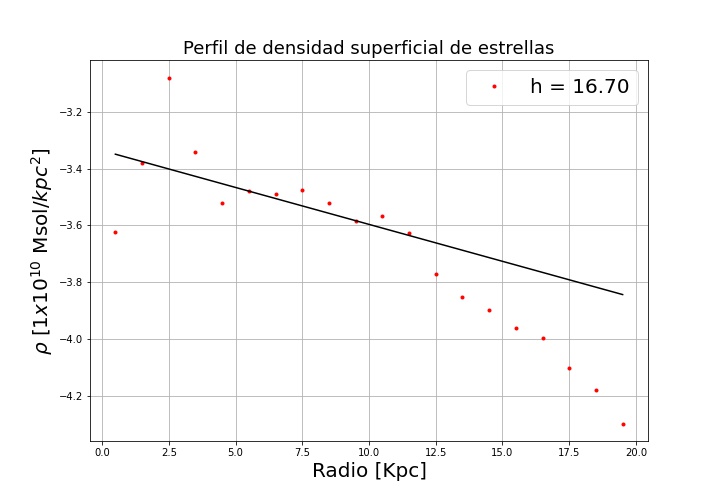 Perfil de densidad superficial de estrellas
h = 16.70
ρ [1x10^{10} Msol/kpc^2]
−3.2
−3.4
−3.6
−3.8
−4.0
−4.2
0.0 2.5 5.0 7.5 10.0 12.5 15.0 17.5 20.0
Radio [Kpc]